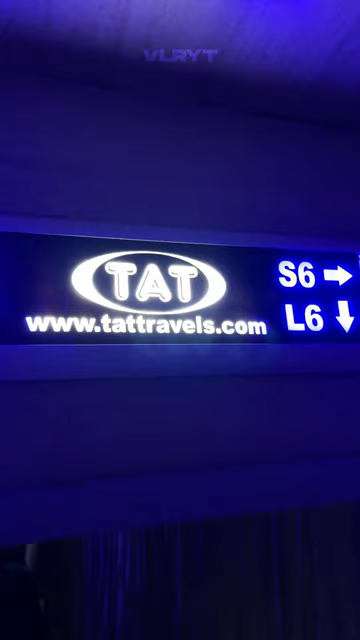 VLRYT
TAT
www.tattravels.com
S6 →
L6 ↓